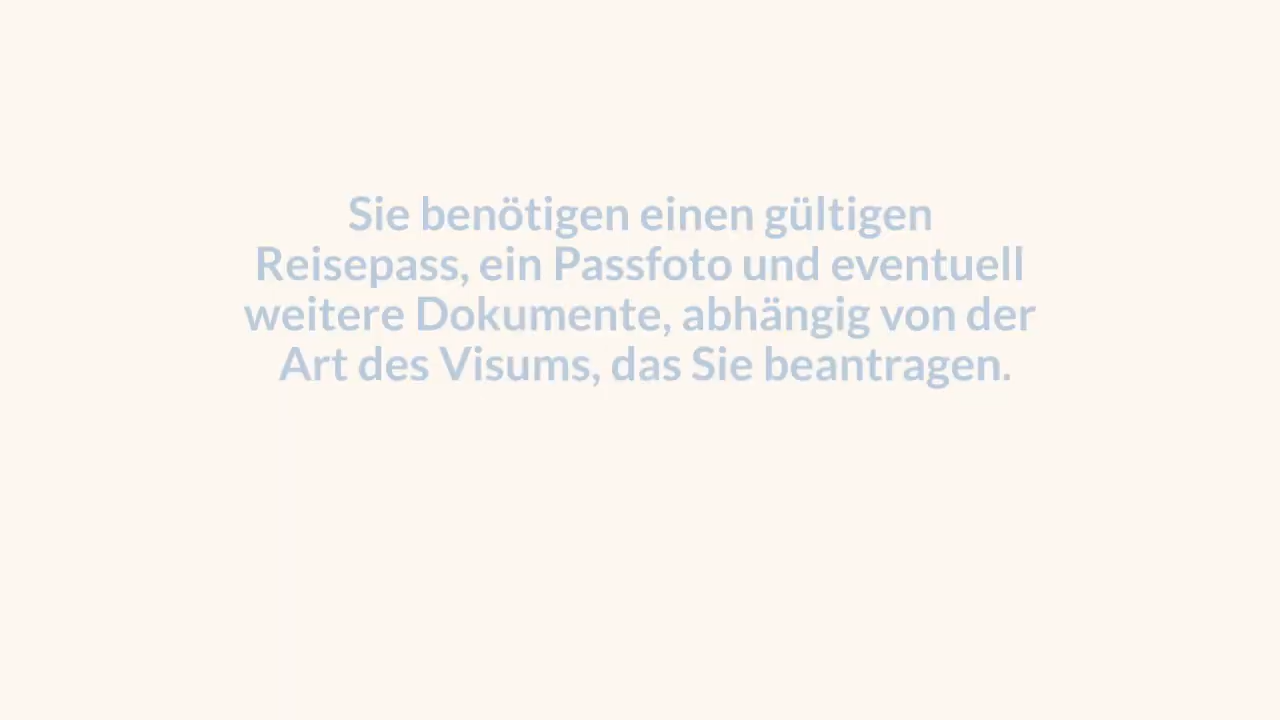 Sie benötigen einen gültigen
Reisepass, ein Passfoto und eventuell
weitere Dokumente, abhängig von der
Art des Visums, das Sie beantragen.